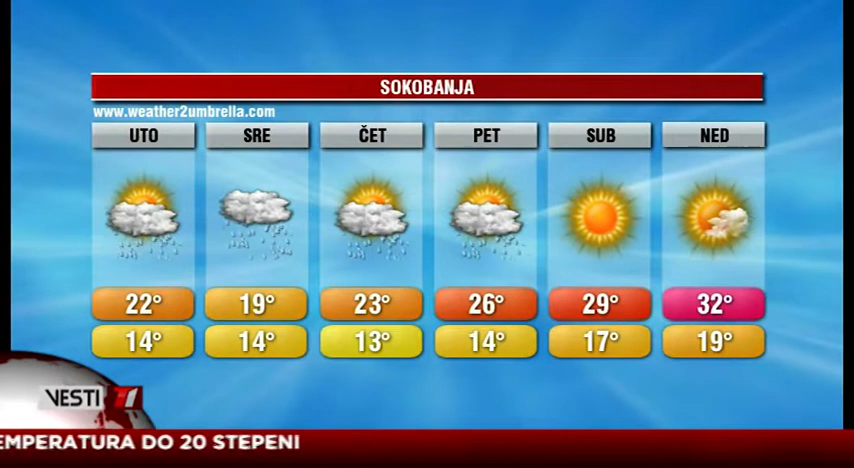 SOKOBANJA
www.weather2umbrella.com
UTO SRE ČET PET SUB NED
22° 19° 23° 26° 29° 32°
14° 14° 13° 14° 17° 19°
VESTI
EMPERATURA DO 20 STEPENI